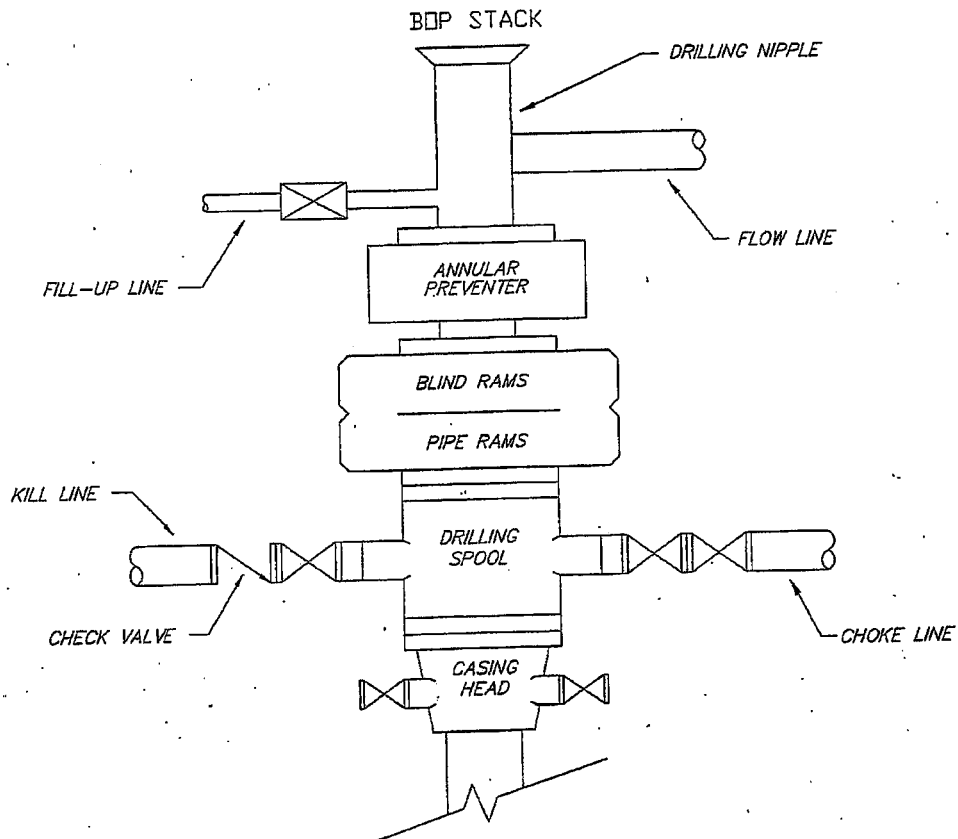 BOP STACK
DRILLING NIPPLE
FLOW LINE
FILL-UP LINE
ANNULAR
PREVENTER
BLIND RAMS
PIPE RAMS
KILL LINE
DRILLING
SPOOL
CHECK VALVE
CHOKE LINE
CASING
HEAD